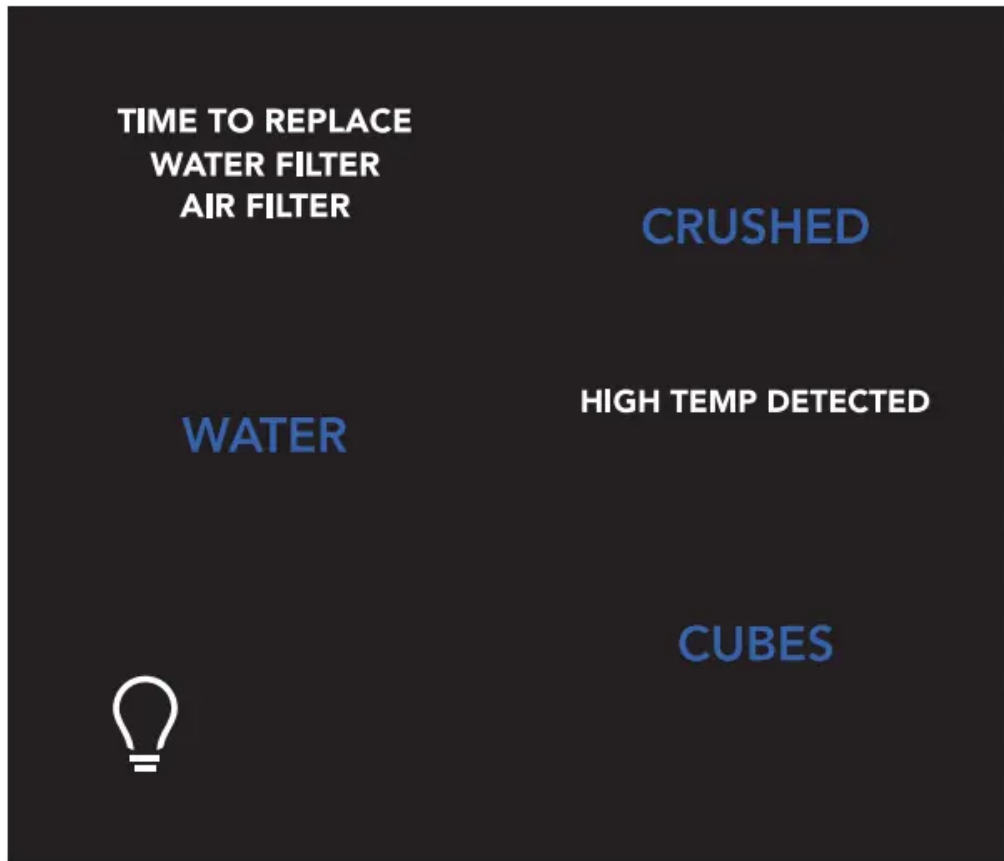 TIME TO REPLACE
WATER FILTER
AIR FILTER
CRUSHED
WATER
HIGH TEMP DETECTED
CUBES